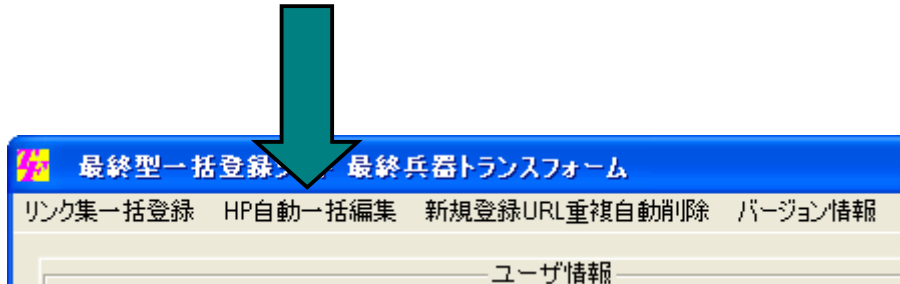 最終型一括登録 最終兵器トランスフォーム
リンク集一括登録 HP自動一括編集 新規登録URL重複自動削除 バージョン情報
ユーザ情報